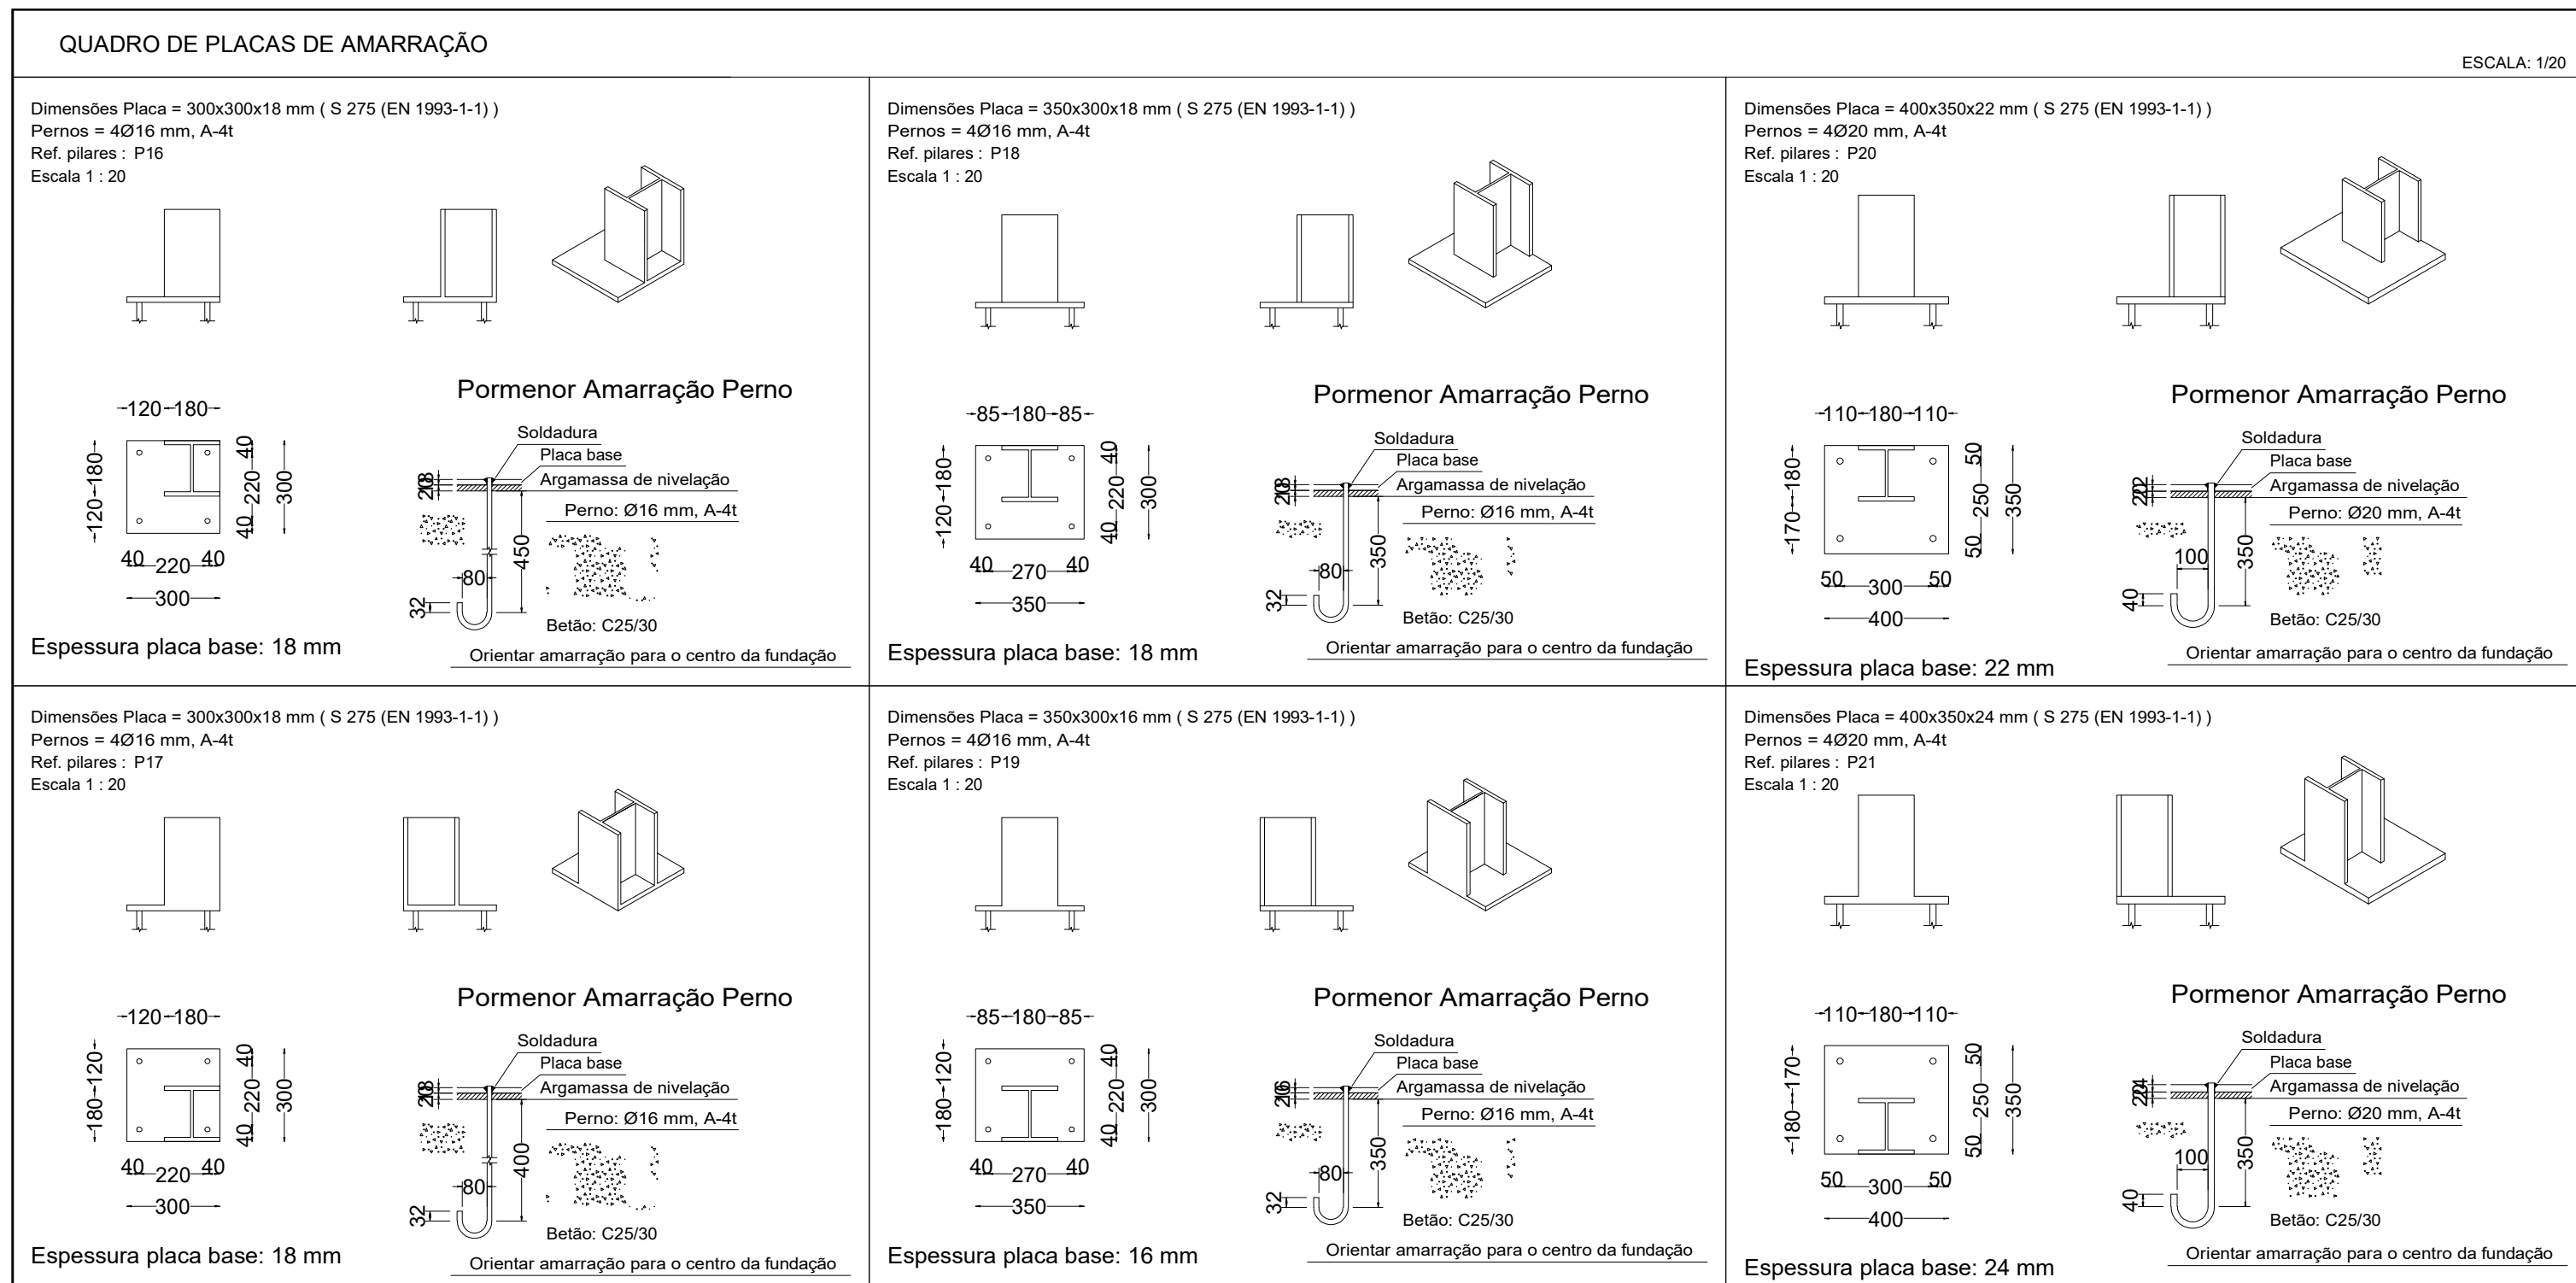 QUADRO DE PLACAS DE AMARRAÇÃO
ESCALA: 1/20
Dimensões Placa = 300x300x18 mm ( S 275 (EN 1993-1-1) )
Pernos = 4Ø16 mm, A-4t
Ref. pilares : P16
Escala 1 : 20
Pormenor Amarração Perno
120 180
180
120
40
220
40
300
40 220 40
300
Soldadura
Placa base
Argamassa de nivelação
Perno: Ø16 mm, A-4t
18
20
450
80
32
Betão: C25/30
Espessura placa base: 18 mm
Orientar amarração para o centro da fundação
Dimensões Placa = 350x300x18 mm ( S 275 (EN 1993-1-1) )
Pernos = 4Ø16 mm, A-4t
Ref. pilares : P18
Escala 1 : 20
Pormenor Amarração Perno
85 180 85
180
120
40
220
40
300
40 270 40
350
Soldadura
Placa base
Argamassa de nivelação
Perno: Ø16 mm, A-4t
18
20
350
80
32
Betão: C25/30
Espessura placa base: 18 mm
Orientar amarração para o centro da fundação
Dimensões Placa = 400x350x22 mm ( S 275 (EN 1993-1-1) )
Pernos = 4Ø20 mm, A-4t
Ref. pilares : P20
Escala 1 : 20
Pormenor Amarração Perno
110 180 110
180
170
50
250
50
350
50 300 50
400
Soldadura
Placa base
Argamassa de nivelação
Perno: Ø20 mm, A-4t
22
20
350
100
40
Betão: C25/30
Espessura placa base: 22 mm
Orientar amarração para o centro da fundação
Dimensões Placa = 300x300x18 mm ( S 275 (EN 1993-1-1) )
Pernos = 4Ø16 mm, A-4t
Ref. pilares : P17
Escala 1 : 20
Pormenor Amarração Perno
120 180
120
180
40
220
40
300
40 220 40
300
Soldadura
Placa base
Argamassa de nivelação
Perno: Ø16 mm, A-4t
18
20
400
80
32
Betão: C25/30
Espessura placa base: 18 mm
Orientar amarração para o centro da fundação
Dimensões Placa = 350x300x16 mm ( S 275 (EN 1993-1-1) )
Pernos = 4Ø16 mm, A-4t
Ref. pilares : P19
Escala 1 : 20
Pormenor Amarração Perno
85 180 85
120
180
40
220
40
300
40 270 40
350
Soldadura
Placa base
Argamassa de nivelação
Perno: Ø16 mm, A-4t
16
20
350
80
32
Betão: C25/30
Espessura placa base: 16 mm
Orientar amarração para o centro da fundação
Dimensões Placa = 400x350x24 mm ( S 275 (EN 1993-1-1) )
Pernos = 4Ø20 mm, A-4t
Ref. pilares : P21
Escala 1 : 20
Pormenor Amarração Perno
110 180 110
170
180
50
250
50
350
50 300 50
400
Soldadura
Placa base
Argamassa de nivelação
Perno: Ø20 mm, A-4t
24
20
350
100
40
Betão: C25/30
Espessura placa base: 24 mm
Orientar amarração para o centro da fundação